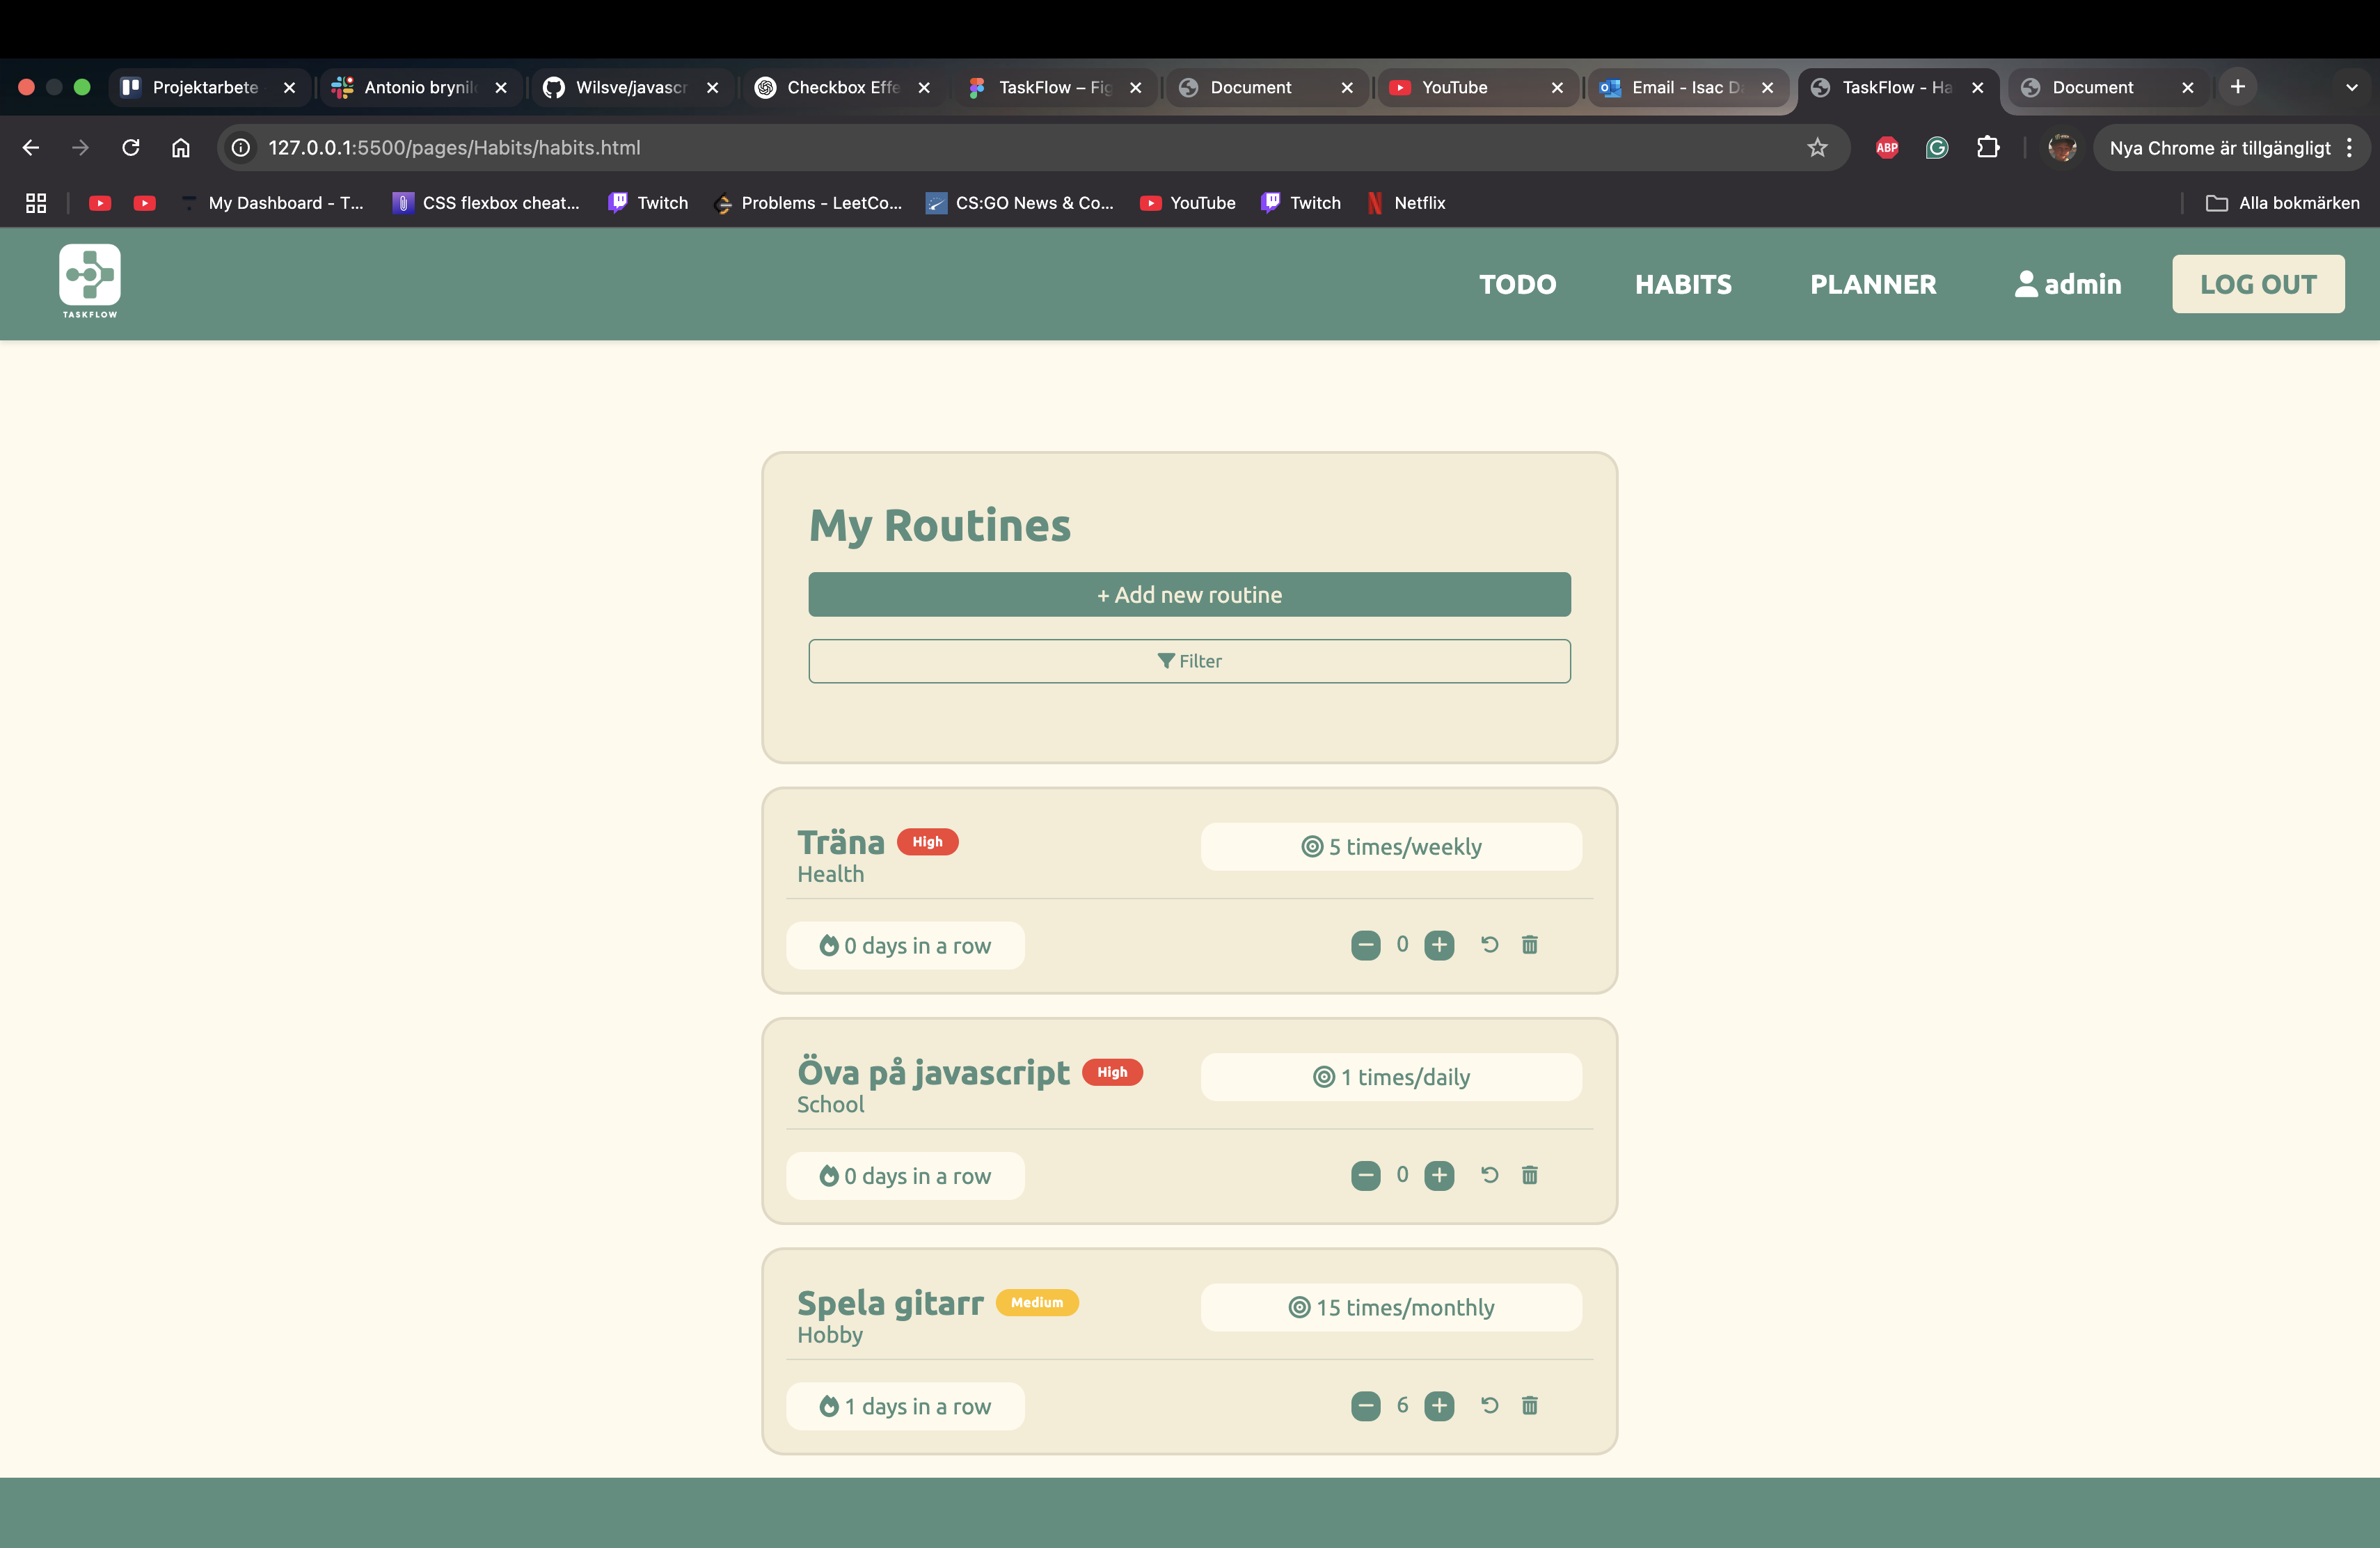 Projektarbete
Antonio brynil
Wilsve/javascr
Checkbox Effe
TaskFlow – Fig
Document
YouTube
Email - Isac D
TaskFlow - Ha
Document
127.0.0.1:5500/pages/Habits/habits.html
ABP
Nya Chrome är tillgängligt
My Dashboard - T...
CSS flexbox cheat...
Twitch
Problems - LeetCo...
CS:GO News & Co...
YouTube
Twitch
Netflix
Alla bokmärken
TASKFLOW
TODO
HABITS
PLANNER
admin
LOG OUT
My Routines
+ Add new routine
Filter
Träna
High
5 times/weekly
Health
0 days in a row
0
Öva på javascript
High
1 times/daily
School
0 days in a row
0
Spela gitarr
Medium
15 times/monthly
Hobby
1 days in a row
6